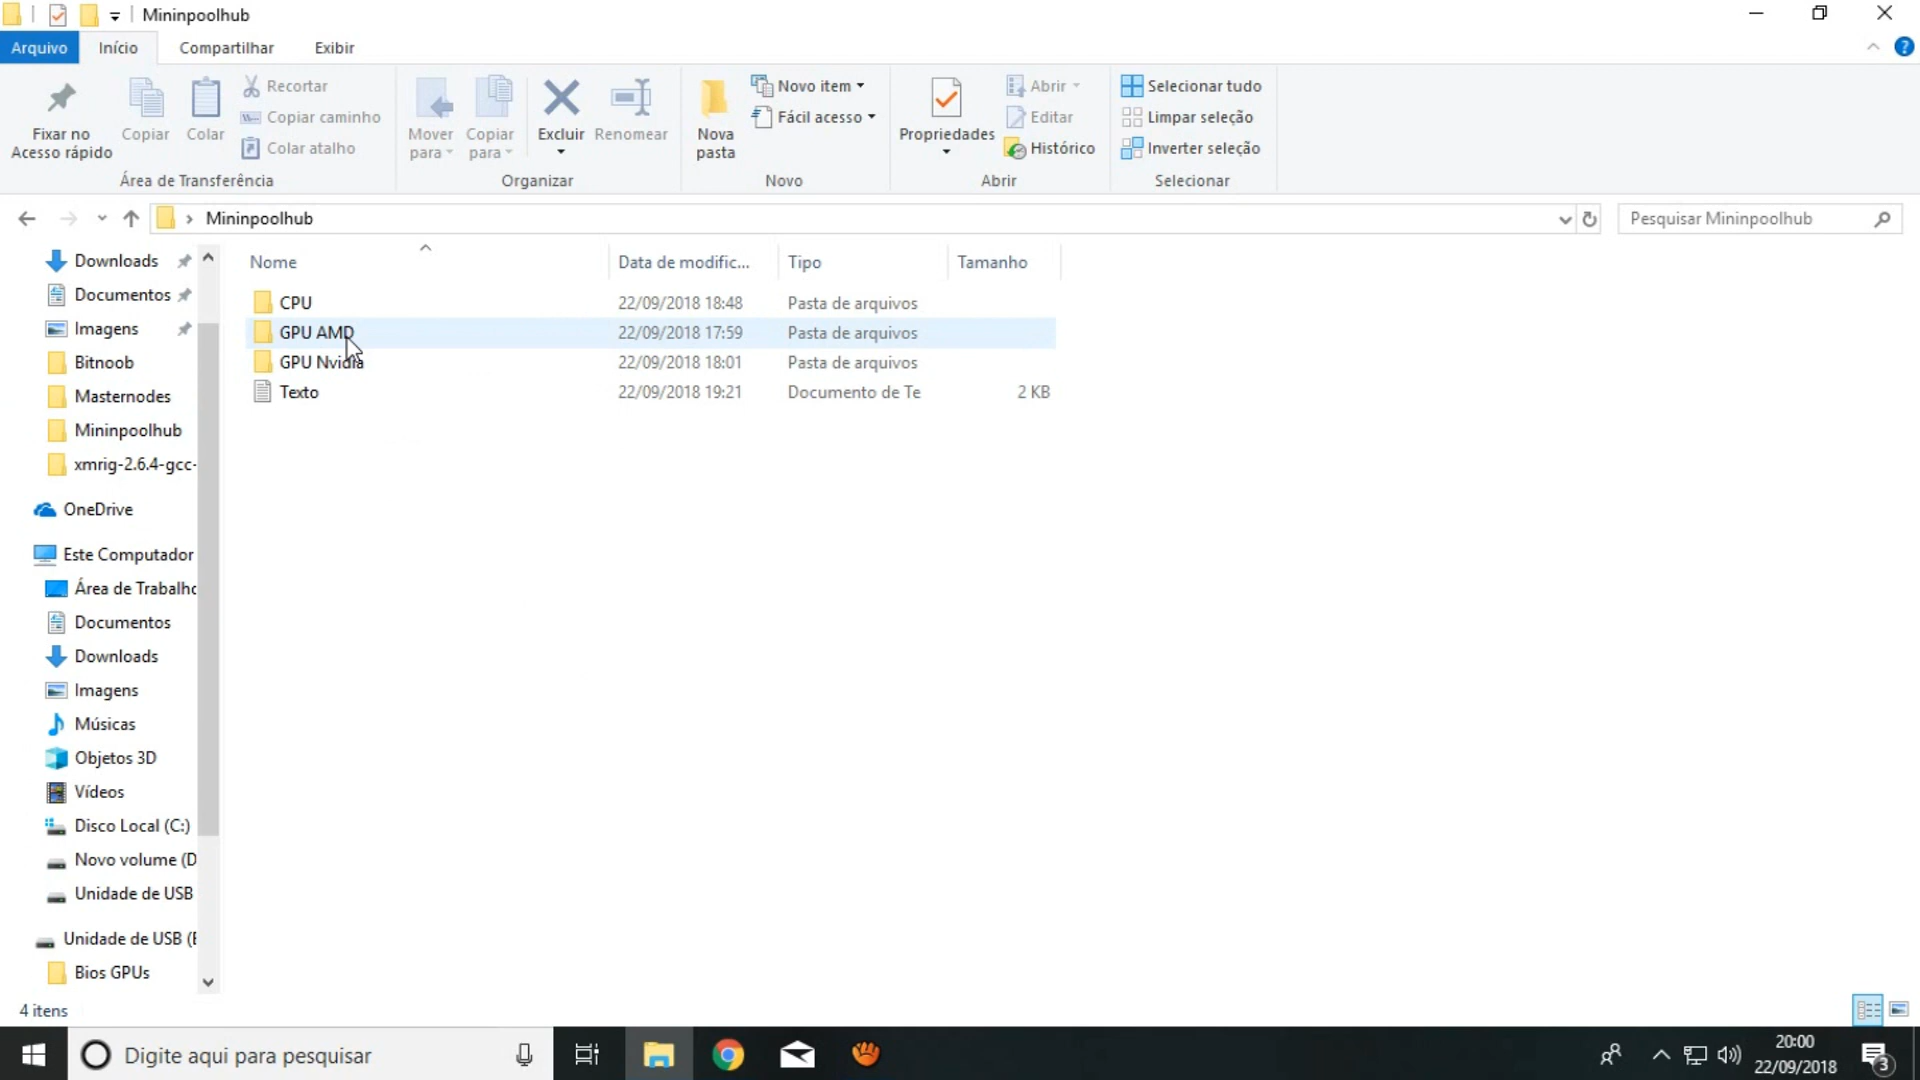 Mininpoolhub
Arquivo Início Compartilhar Exibir
Fixar no Acesso rápido
Copiar
Colar
Recortar
Copiar caminho
Colar atalho
Área de Transferência
Mover para
Copiar para
Excluir
Renomear
Organizar
Nova pasta
Novo item
Fácil acesso
Novo
Propriedades
Abrir
Editar
Histórico
Abrir
Selecionar tudo
Limpar seleção
Inverter seleção
Selecionar
Mininpoolhub
Pesquisar Mininpoolhub
Downloads
Documentos
Imagens
Bitnoob
Masternodes
Mininpoolhub
xmrig-2.6.4-gcc-
OneDrive
Este Computador
Área de Trabalho
Documentos
Downloads
Imagens
Músicas
Objetos 3D
Vídeos
Disco Local (C:)
Novo volume (D
Unidade de USB
Unidade de USB (E
Bios GPUs
Nome Data de modific... Tipo Tamanho
CPU 22/09/2018 18:48 Pasta de arquivos
GPU AMD 22/09/2018 17:59 Pasta de arquivos
GPU Nvidia 22/09/2018 18:01 Pasta de arquivos
Texto 22/09/2018 19:21 Documento de Te 2 KB
4 itens
Digite aqui para pesquisar
20:00
22/09/2018
3